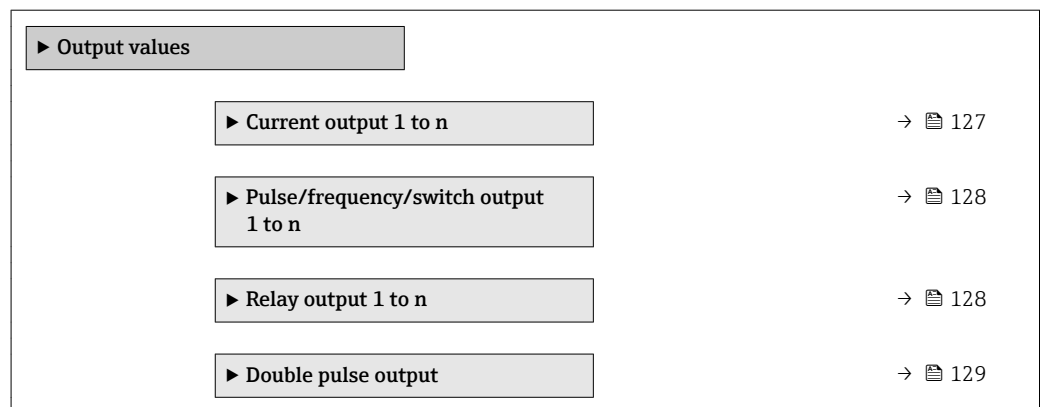 ▶ Output values
▶ Current output 1 to n → 127
▶ Pulse/frequency/switch output
1 to n → 128
▶ Relay output 1 to n → 128
▶ Double pulse output → 129